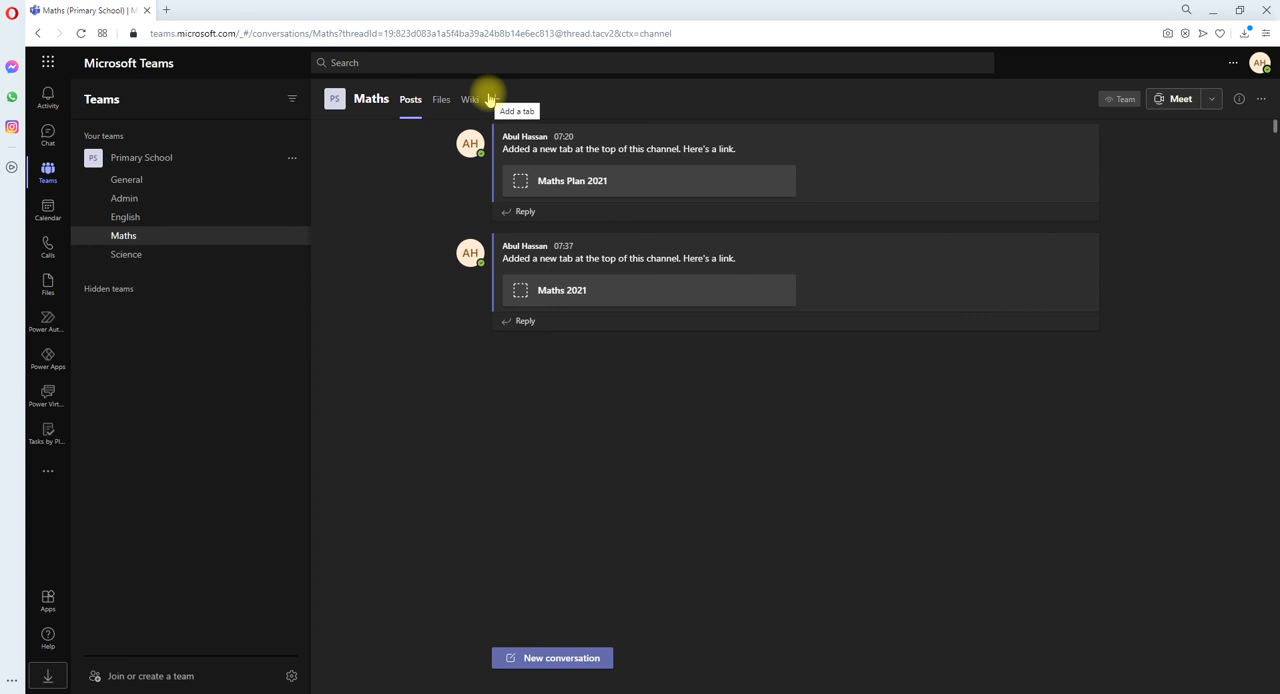 Maths (Primary School) | M
teams.microsoft.com/_#/conversations/Maths?threadId=19:823d083a1a5f4ba39a24b8b14e6ec813@thread.tacv2&ctx=channel
Microsoft Teams
Search
AH
Activity
Chat
Teams
Calendar
Calls
Files
Power Aut...
Power Apps
Power Virt...
Tasks by Pl...
Apps
Help
Teams
Your teams
PS Primary School
General
Admin
English
Maths
Science
Hidden teams
Join or create a team
PS Maths Posts Files Wiki
Add a tab
Team Meet
AH Abul Hassan 07:20
Added a new tab at the top of this channel. Here's a link.
Maths Plan 2021
Reply
AH Abul Hassan 07:37
Added a new tab at the top of this channel. Here's a link.
Maths 2021
Reply
New conversation